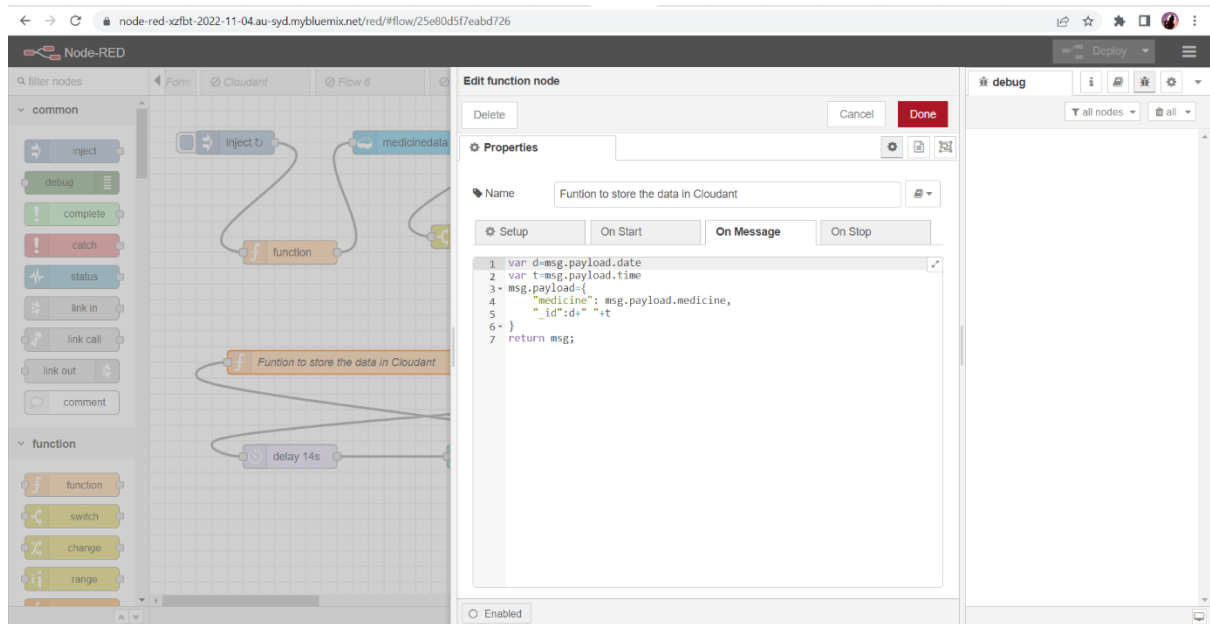 node-red-xzfbt-2022-11-04.au-syd.mybluemix.net/red/#flow/25e80d5f7eabd726
Node-RED
Deploy
filter nodes
Form
Cloudant
Flow 6
Edit function node
debug
i
common
Delete
Cancel
Done
all nodes
all
inject
inject ↻
medicinedata
Properties
debug
Name
Funtion to store the data in Cloudant
complete
Setup
On Start
On Message
On Stop
catch
function
status
link in
link call
link out
comment
1 var d=msg.payload.date
2 var t=msg.payload.time
3 msg.payload={
4 "medicine": msg.payload.medicine,
5 "_id":d+" "+t
6 }
7 return msg;
Funtion to store the data in Cloudant
function
delay 14s
function
switch
change
range
Enabled